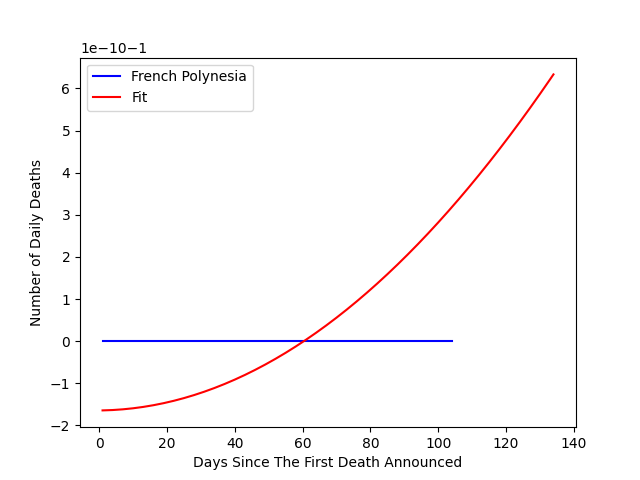 1e−10−1
French Polynesia
Fit
6
5
4
3
2
1
0
−1
−2
Number of Daily Deaths
0 20 40 60 80 100 120 140
Days Since The First Death Announced